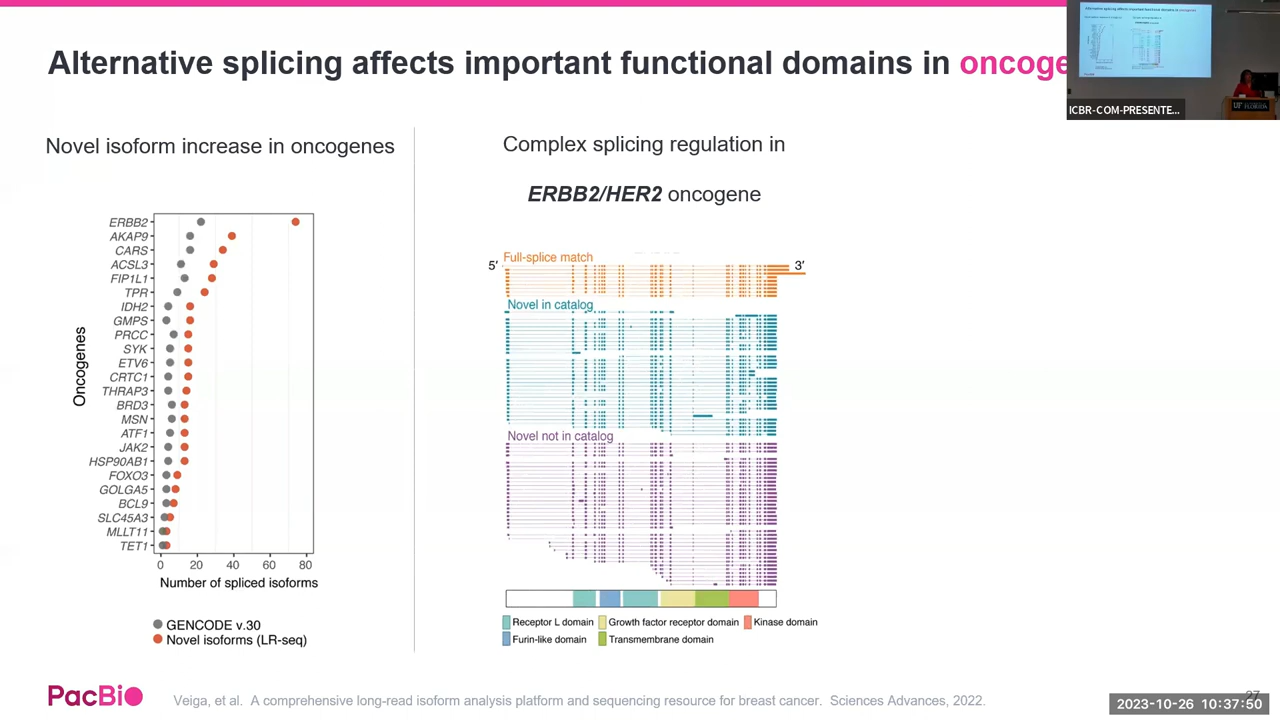 Alternative splicing affects important functional domains in oncoge
ICBR-COM-PRESENTE...
Novel isoform increase in oncogenes
Complex splicing regulation in
ERBB2/HER2 oncogene
Oncogenes
ERBB2
AKAP9
CARS
ACSL3
FIP1L1
TPR
IDH2
GMPS
PRCC
SYK
ETV6
CRTC1
THRAP3
BRD3
MSN
ATF1
JAK2
HSP90AB1
FOXO3
GOLGA5
BCL9
SLC45A3
MLLT11
TET1
0 20 40 60 80
Number of spliced isoforms
GENCODE v.30
Novel isoforms (LR-seq)
Full-splice match
5′ 3′
Novel in catalog
Novel not in catalog
Receptor L domain Growth factor receptor domain Kinase domain
Furin-like domain Transmembrane domain
PacBio
Veiga, et al. A comprehensive long-read isoform analysis platform and sequencing resource for breast cancer. Sciences Advances, 2022.
27
2023-10-26 10:37:50